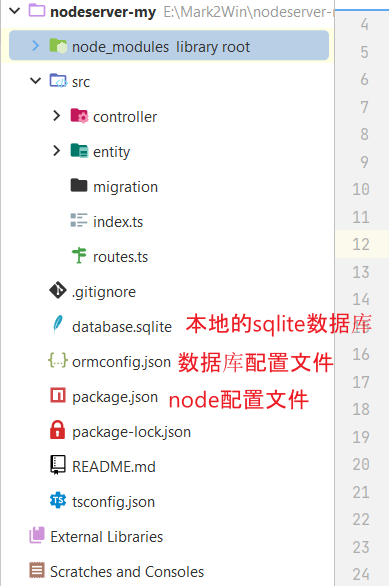 nodeserver-my E:\Mark2Win\nodeserver-
node_modules library root
src
controller
entity
migration
index.ts
routes.ts
.gitignore
database.sqlite 本地的sqlite数据库
ormconfig.json 数据库配置文件
package.json node配置文件
package-lock.json
README.md
TS tsconfig.json
External Libraries
Scratches and Consoles
4
5
6
7
8
9
10
11
12
13
14
16
17
18
19
20
21
22
23
24